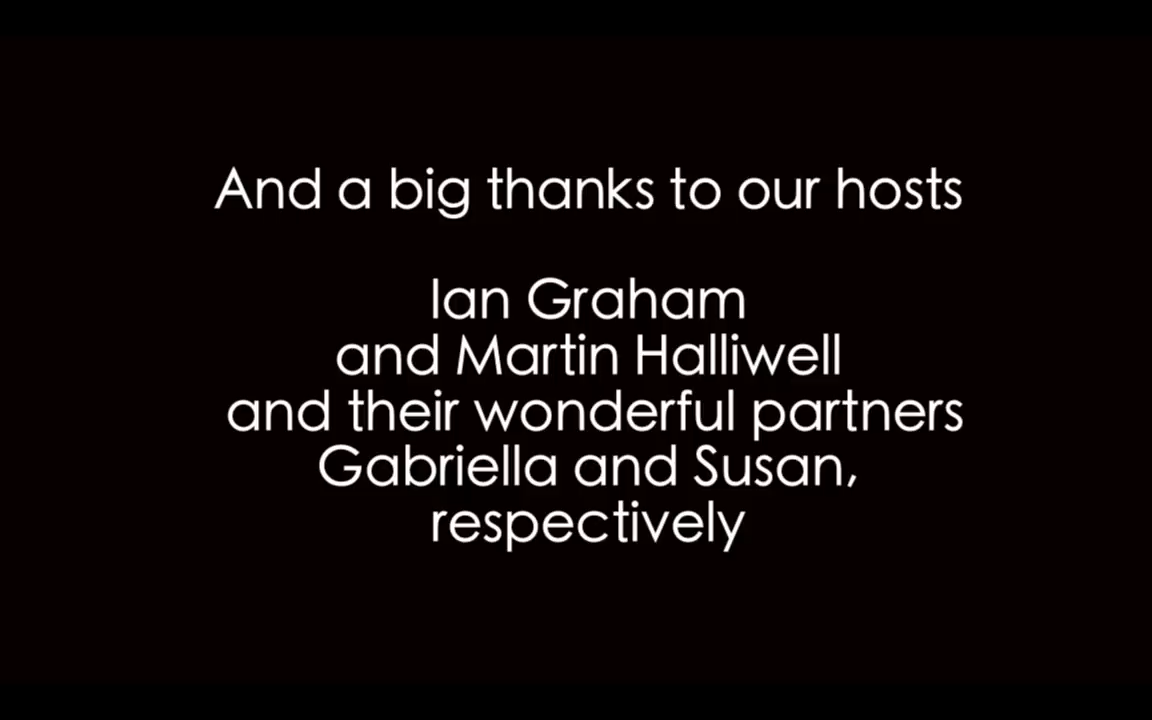 And a big thanks to our hosts
Ian Graham
and Martin Halliwell
and their wonderful partners
Gabriella and Susan,
respectively